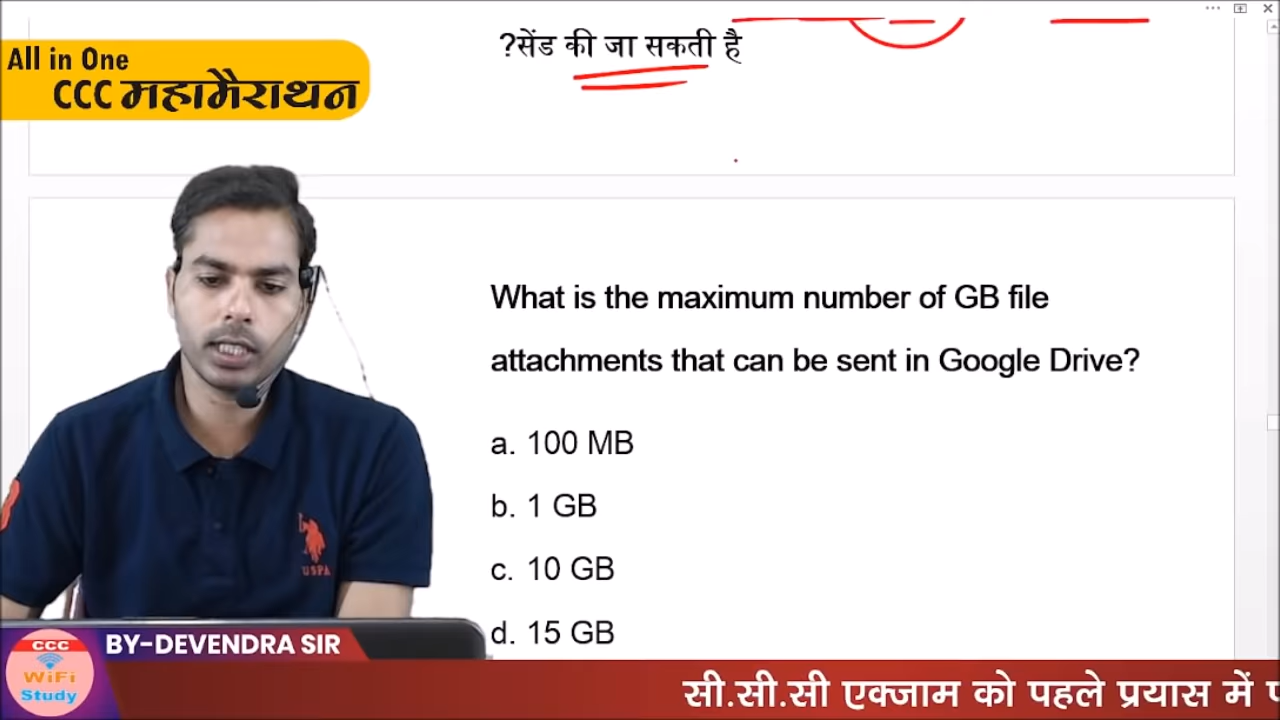 ?सेंड की जा सकती है
All in One
CCC महामैराथन
What is the maximum number of GB file
attachments that can be sent in Google Drive?
a. 100 MB
b. 1 GB
c. 10 GB
d. 15 GB
USPA
BY-DEVENDRA SIR
CCC
WiFi
Study
सी.सी.सी एक्जाम को पहले प्रयास में